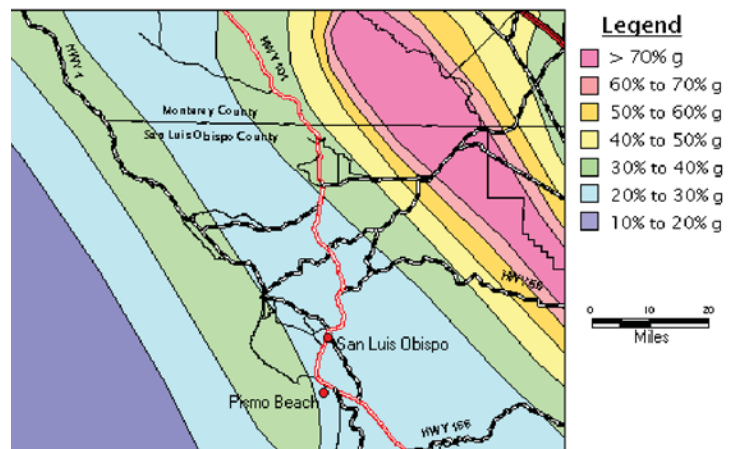 HWY 1
HWY 101
Monterey County
San Luis Obispo County
HWY 58
San Luis Obispo
Pismo Beach
HWY 166
Legend
> 70% g
60% to 70% g
50% to 60% g
40% to 50% g
30% to 40% g
20% to 30% g
10% to 20% g
0 10 20
Miles